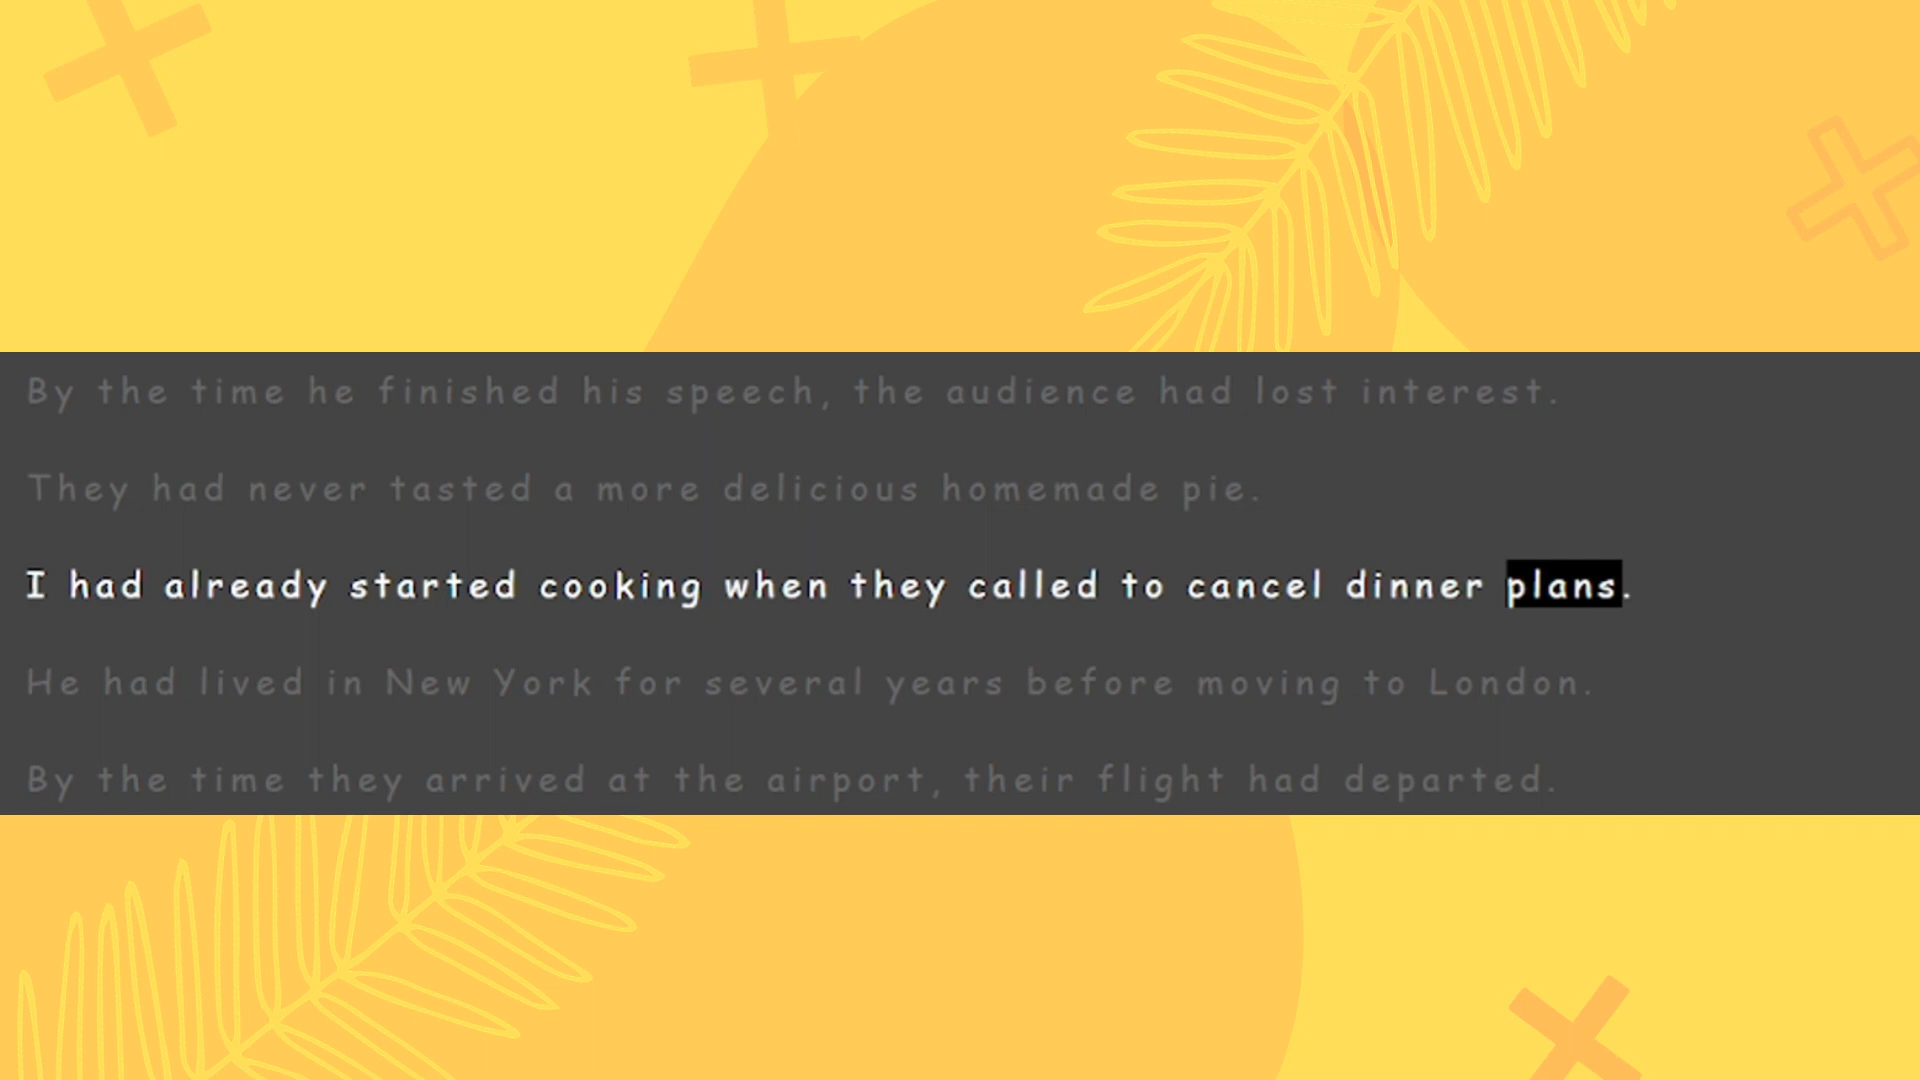 By the time he finished his speech, the audience had lost interest.
They had never tasted a more delicious homemade pie.
I had already started cooking when they called to cancel dinner plans.
He had lived in New York for several years before moving to London.
By the time they arrived at the airport, their flight had departed.